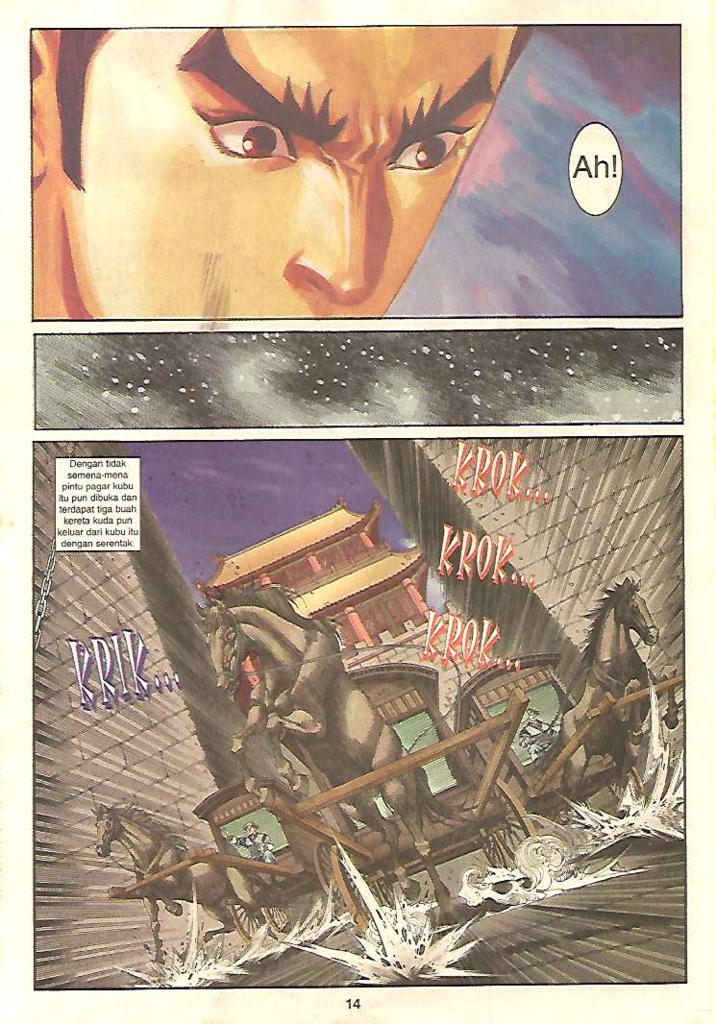 Ah!
Dengan tidak
semena-mena
pintu pagar kubu
itu pun dibuka dan
terdapat tiga buah
kereta kuda pun
keluar dari kubu itu
dengan serentak.
KROK...
KROK...
KROK...
KRIK...
14